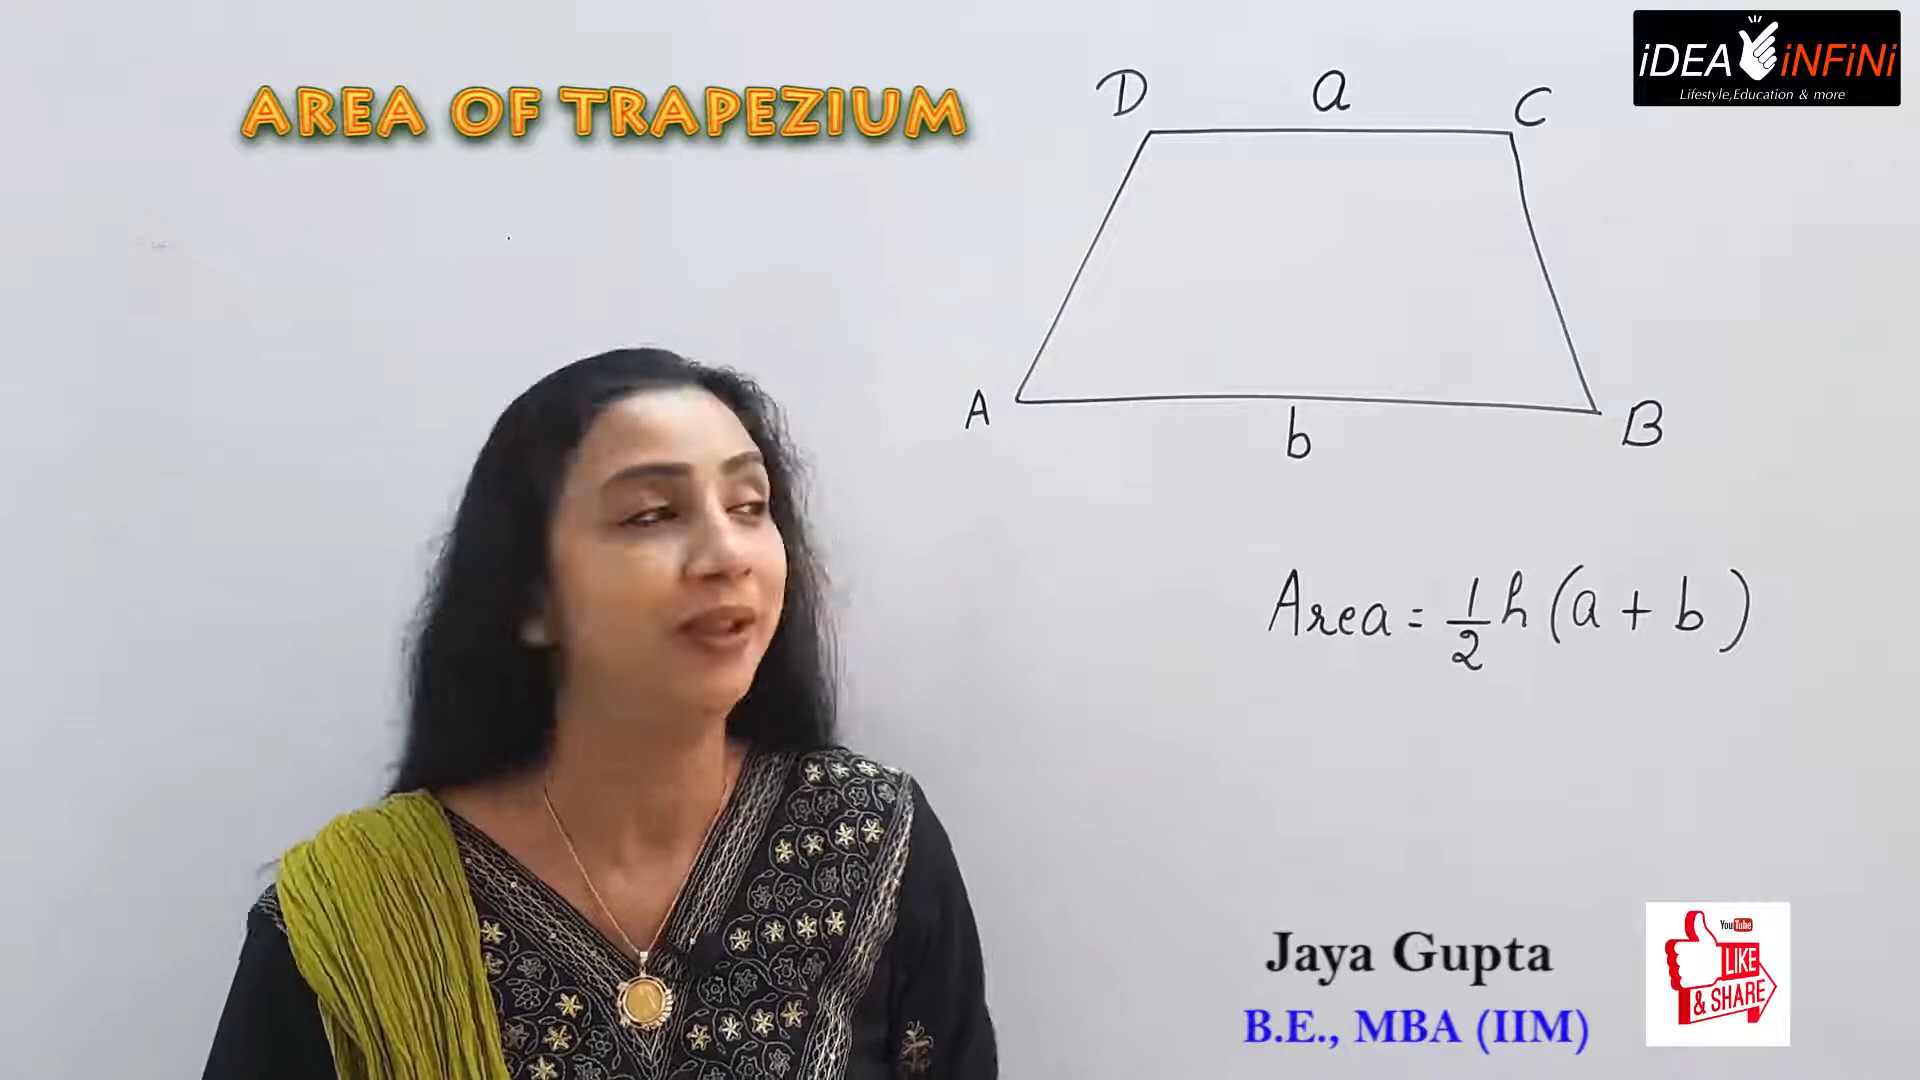 iDEA iNFiNi
Lifestyle,Education & more
AREA OF TRAPEZIUM
D a C
A b B
Area = 1/2 h (a + b)
Jaya Gupta
B.E., MBA (IIM)
YouTube
LIKE
& SHARE